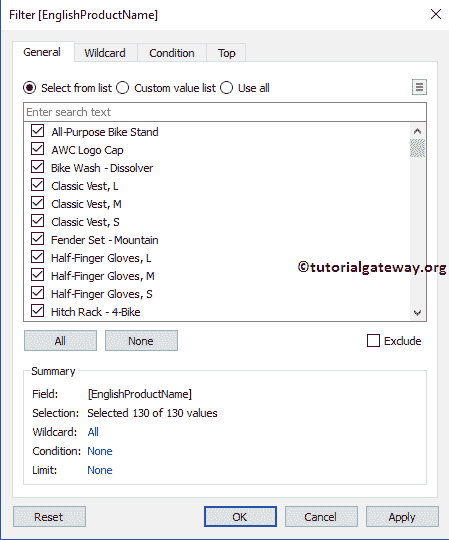 Filter [EnglishProductName]
General Wildcard Condition Top
Select from list Custom value list Use all
Enter search text
All-Purpose Bike Stand
AWC Logo Cap
Bike Wash - Dissolver
Classic Vest, L
Classic Vest, M
Classic Vest, S
Fender Set - Mountain
Half-Finger Gloves, L
©tutorialgateway.org
Half-Finger Gloves, M
Half-Finger Gloves, S
Hitch Rack - 4-Bike
All None Exclude
Summary
Field: [EnglishProductName]
Selection: Selected 130 of 130 values
Wildcard: All
Condition: None
Limit: None
Reset OK Cancel Apply